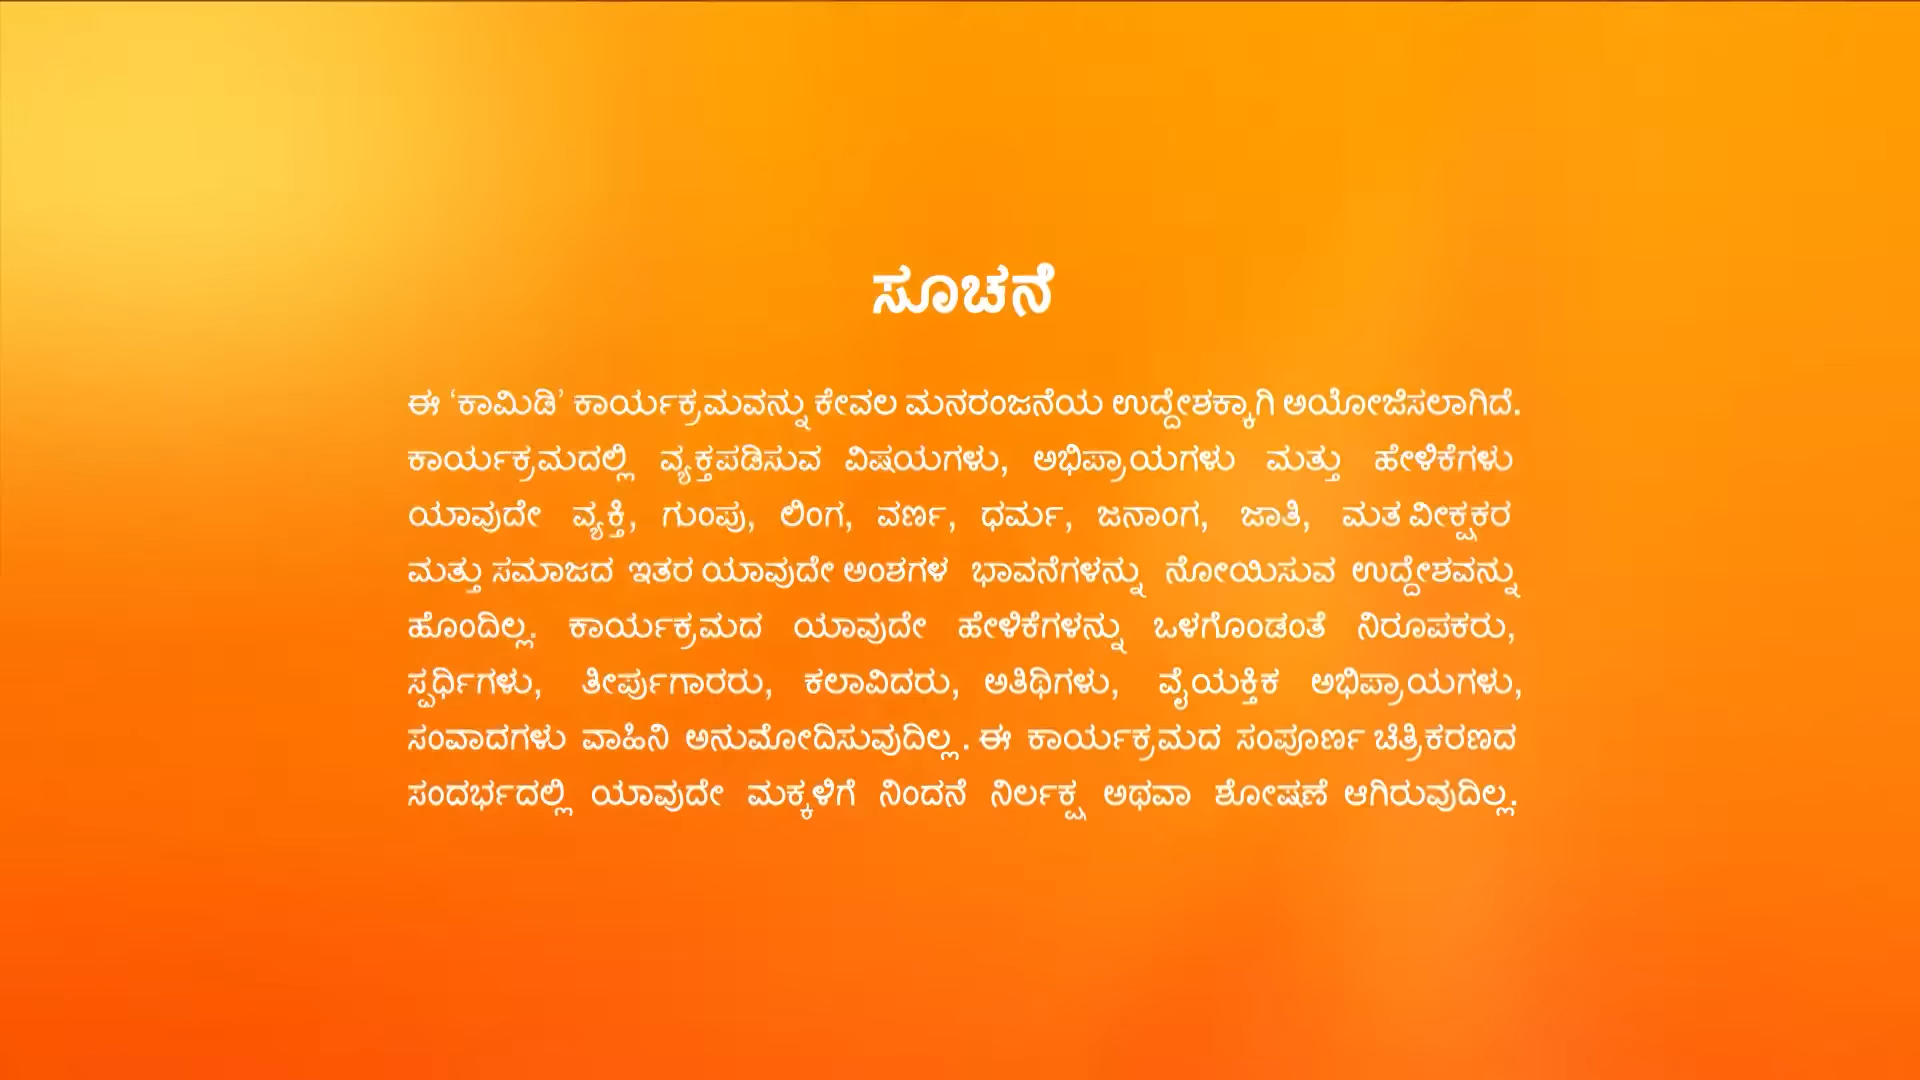 ಸೂಚನೆ
ಈ ‘ಕಾಮಿಡಿ’ ಕಾರ್ಯಕ್ರಮವನ್ನು ಕೇವಲ ಮನರಂಜನೆಯ ಉದ್ದೇಶಕ್ಕಾಗಿ ಅಯೋಜಿಸಲಾಗಿದೆ.
ಕಾರ್ಯಕ್ರಮದಲ್ಲಿ ವ್ಯಕ್ತಪಡಿಸುವ ವಿಷಯಗಳು, ಅಭಿಪ್ರಾಯಗಳು ಮತ್ತು ಹೇಳಿಕೆಗಳು
ಯಾವುದೇ ವ್ಯಕ್ತಿ, ಗುಂಪು, ಲಿಂಗ, ವರ್ಣ, ಧರ್ಮ, ಜನಾಂಗ, ಜಾತಿ, ಮತ ವೀಕ್ಷಕರ
ಮತ್ತು ಸಮಾಜದ ಇತರ ಯಾವುದೇ ಅಂಶಗಳ ಭಾವನೆಗಳನ್ನು ನೋಯಿಸುವ ಉದ್ದೇಶವನ್ನು
ಹೊಂದಿಲ್ಲ. ಕಾರ್ಯಕ್ರಮದ ಯಾವುದೇ ಹೇಳಿಕೆಗಳನ್ನು ಒಳಗೊಂಡಂತೆ ನಿರೂಪಕರು,
ಸ್ಪರ್ಧಿಗಳು, ತೀರ್ಪುಗಾರರು, ಕಲಾವಿದರು, ಅತಿಥಿಗಳು, ವೈಯಕ್ತಿಕ ಅಭಿಪ್ರಾಯಗಳು,
ಸಂವಾದಗಳು ವಾಹಿನಿ ಅನುಮೋದಿಸುವುದಿಲ್ಲ. ಈ ಕಾರ್ಯಕ್ರಮದ ಸಂಪೂರ್ಣ ಚಿತ್ರಿಕರಣದ
ಸಂದರ್ಭದಲ್ಲಿ ಯಾವುದೇ ಮಕ್ಕಳಿಗೆ ನಿಂದನೆ ನಿರ್ಲಕ್ಷ್ಯ ಅಥವಾ ಶೋಷಣೆ ಆಗಿರುವುದಿಲ್ಲ.